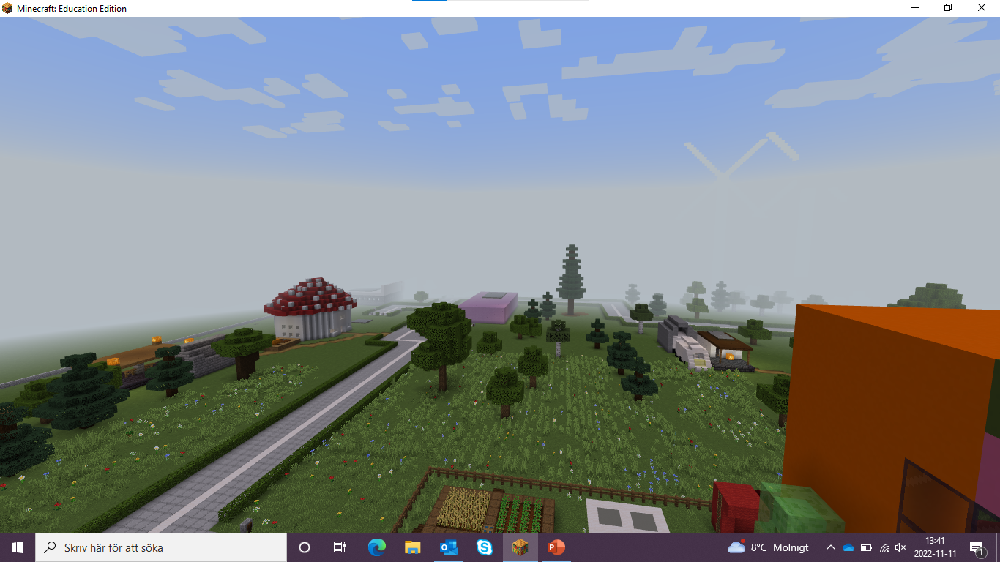 Minecraft: Education Edition
Skriv här för att söka
8°C Molnigt
13:41
2022-11-11
1